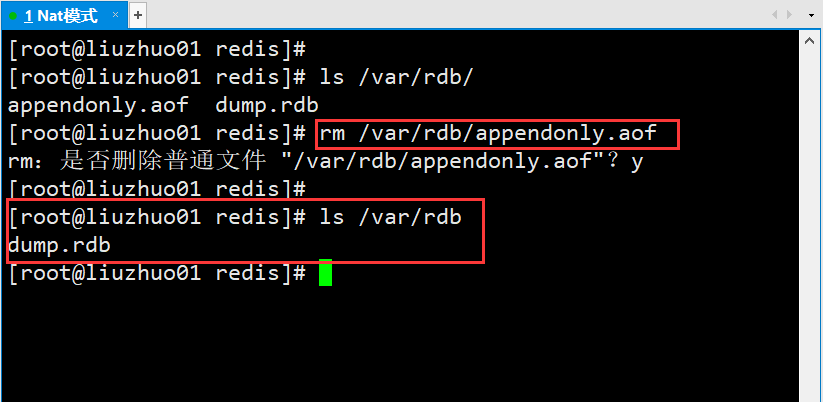 1 Nat模式 × +
[root@liuzhuo01 redis]#
[root@liuzhuo01 redis]# ls /var/rdb/
appendonly.aof  dump.rdb
[root@liuzhuo01 redis]# rm /var/rdb/appendonly.aof
rm：是否删除普通文件 "/var/rdb/appendonly.aof"？y
[root@liuzhuo01 redis]#
[root@liuzhuo01 redis]# ls /var/rdb
dump.rdb
[root@liuzhuo01 redis]#